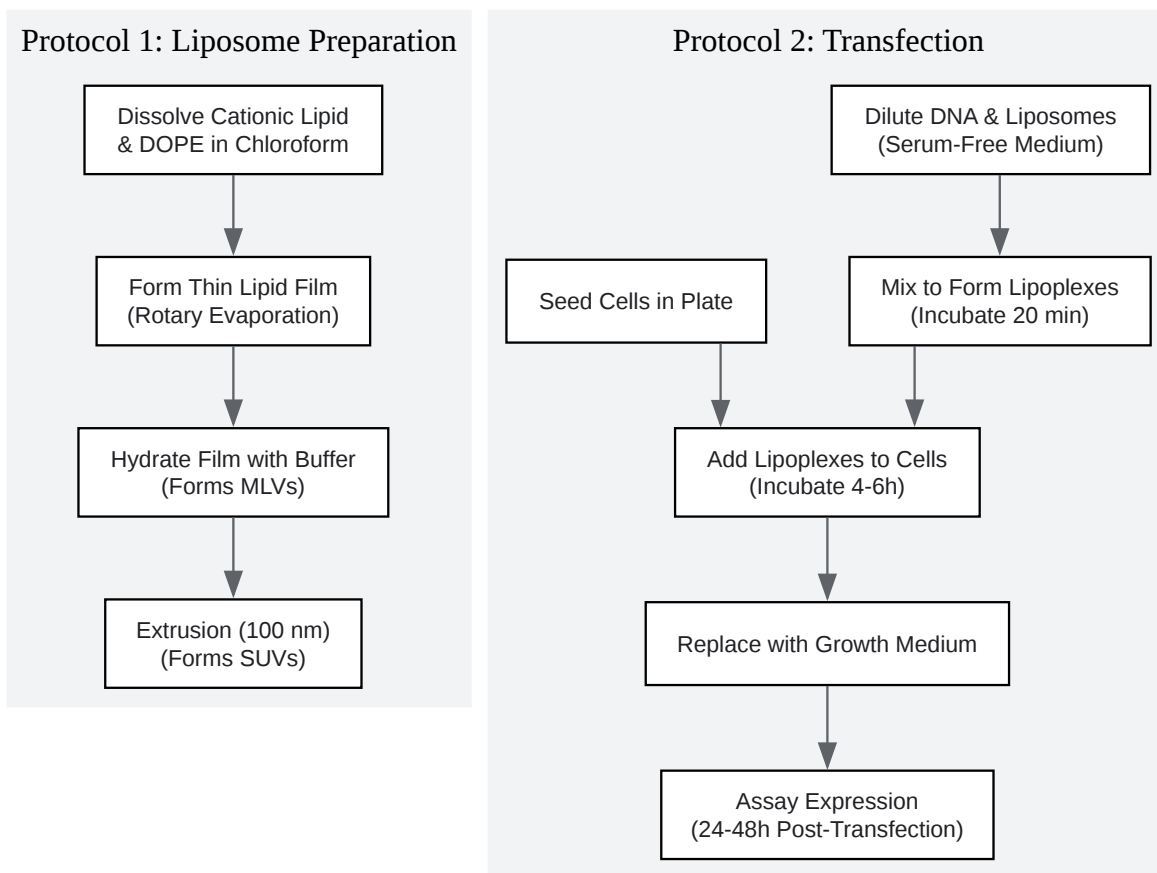 Protocol 1: Liposome Preparation
Dissolve Cationic Lipid
& DOPE in Chloroform
Form Thin Lipid Film
(Rotary Evaporation)
Hydrate Film with Buffer
(Forms MLVs)
Extrusion (100 nm)
(Forms SUVs)
Protocol 2: Transfection
Dilute DNA & Liposomes
(Serum-Free Medium)
Seed Cells in Plate
Mix to Form Lipoplexes
(Incubate 20 min)
Add Lipoplexes to Cells
(Incubate 4-6h)
Replace with Growth Medium
Assay Expression
(24-48h Post-Transfection)